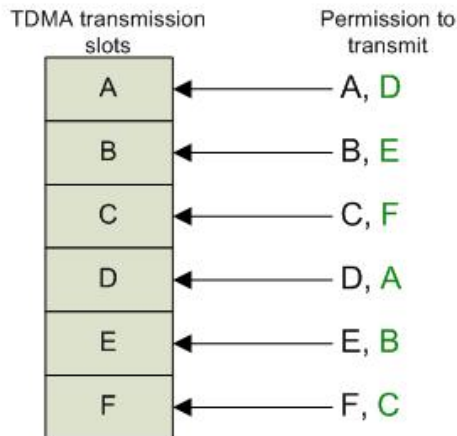 TDMA transmission
slots
Permission to
transmit
A
A, D
B
B, E
C
C, F
D
D, A
E
E, B
F
F, C